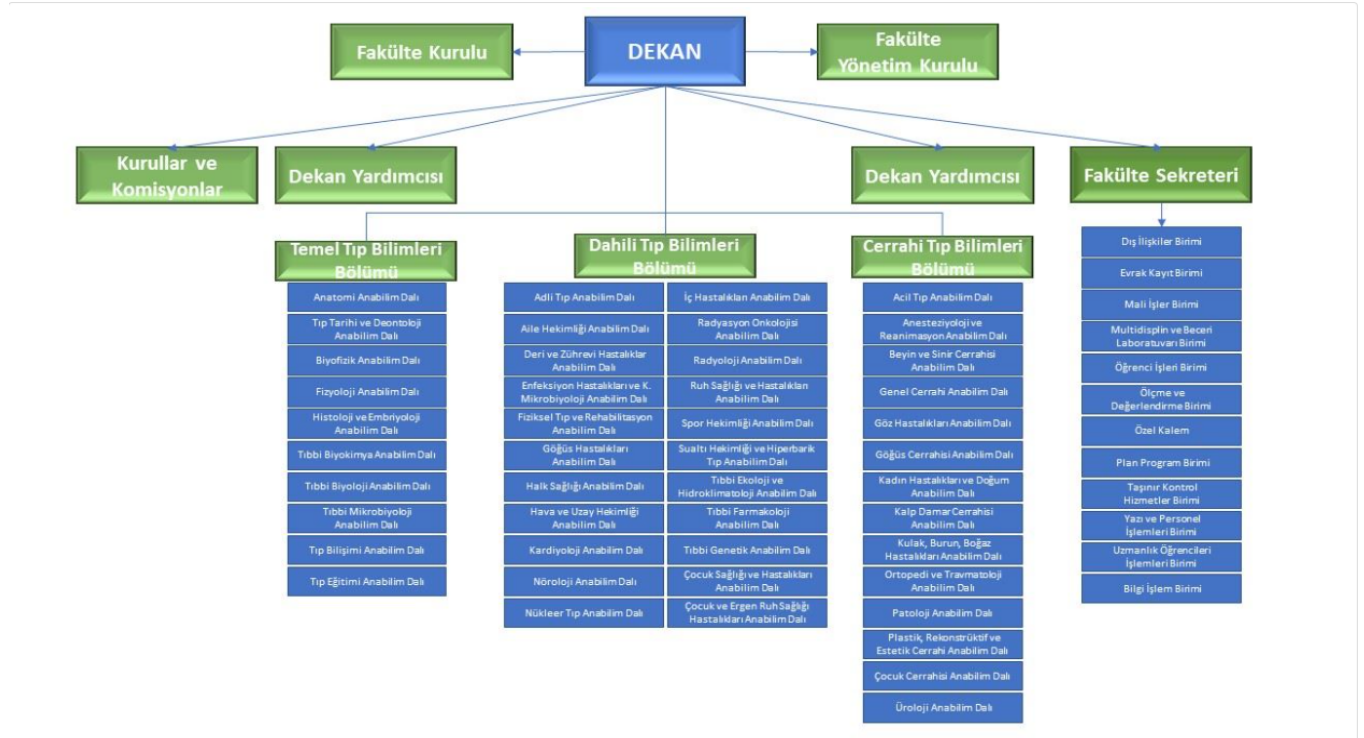 Fakülte Kurulu
DEKAN
Fakülte
Yönetim Kurulu
Kurullar ve
Komisyonlar
Dekan Yardımcısı
Dekan Yardımcısı
Fakülte Sekreteri
Temel Tıp Bilimleri
Bölümü
Anatomi Anabilim Dalı
Tıp Tarihi ve Deontoloji
Anabilim Dalı
Biyofizik Anabilim Dalı
Fizyoloji Anabilim Dalı
Histoloji ve Embriyoloji
Anabilim Dalı
Tıbbi Biyokimya Anabilim Dalı
Tıbbi Biyoloji Anabilim Dalı
Tıbbi Mikrobiyoloji
Anabilim Dalı
Tıp Bilişimi Anabilim Dalı
Tıp Eğitimi Anabilim Dalı
Dahili Tıp Bilimleri
Bölümü
Adli Tıp Anabilim Dalı
Aile Hekimliği Anabilim Dalı
Deri ve Zührevi Hastalıklar
Anabilim Dalı
Enfeksiyon Hastalıkları ve K.
Mikrobiyoloji Anabilim Dalı
Fiziksel Tıp ve Rehabilitasyon
Anabilim Dalı
Göğüs Hastalıkları
Anabilim Dalı
Halk Sağlığı Anabilim Dalı
Hava ve Uzay Hekimliği
Anabilim Dalı
Kardiyoloji Anabilim Dalı
Nöroloji Anabilim Dalı
Nükleer Tıp Anabilim Dalı
İç Hastalıkları Anabilim Dalı
Radyasyon Onkolojisi
Anabilim Dalı
Radyoloji Anabilim Dalı
Ruh Sağlığı ve Hastalıkları
Anabilim Dalı
Spor Hekimliği Anabilim Dalı
Sualtı Hekimliği ve Hiperbarik
Tıp Anabilim Dalı
Tıbbi Ekoloji ve
Hidroklimatoloji Anabilim Dalı
Tıbbi Farmakoloji
Anabilim Dalı
Tıbbi Genetik Anabilim Dalı
Çocuk Sağlığı ve Hastalıkları
Anabilim Dalı
Çocuk ve Ergen Ruh Sağlığı
Hastalıkları Anabilim Dalı
Cerrahi Tıp Bilimleri
Bölümü
Acil Tıp Anabilim Dalı
Anesteziyoloji ve
Reanimasyon Anabilim Dalı
Beyin ve Sinir Cerrahisi
Anabilim Dalı
Genel Cerrahi Anabilim Dalı
Göz Hastalıkları Anabilim Dalı
Göğüs Cerrahisi Anabilim Dalı
Kadın Hastalıkları ve Doğum
Anabilim Dalı
Kalp Damar Cerrahisi
Anabilim Dalı
Kulak, Burun, Boğaz
Hastalıkları Anabilim Dalı
Ortopedi ve Travmatoloji
Anabilim Dalı
Patoloji Anabilim Dalı
Plastik, Rekonstrüktif ve
Estetik Cerrahi Anabilim Dalı
Çocuk Cerrahisi Anabilim Dalı
Üroloji Anabilim Dalı
Dış İlişkiler Birimi
Evrak Kayıt Birimi
Mali İşler Birimi
Multidisplin ve Beceri
Laboratuvarı Birimi
Öğrenci İşleri Birimi
Ölçme ve
Değerlendirme Birimi
Özel Kalem
Plan Program Birimi
Taşınır Kontrol
Hizmetler Birimi
Yazı ve Personel
İşlemleri Birimi
Uzmanlık Öğrencileri
İşlemleri Birimi
Bilgi İşlem Birimi